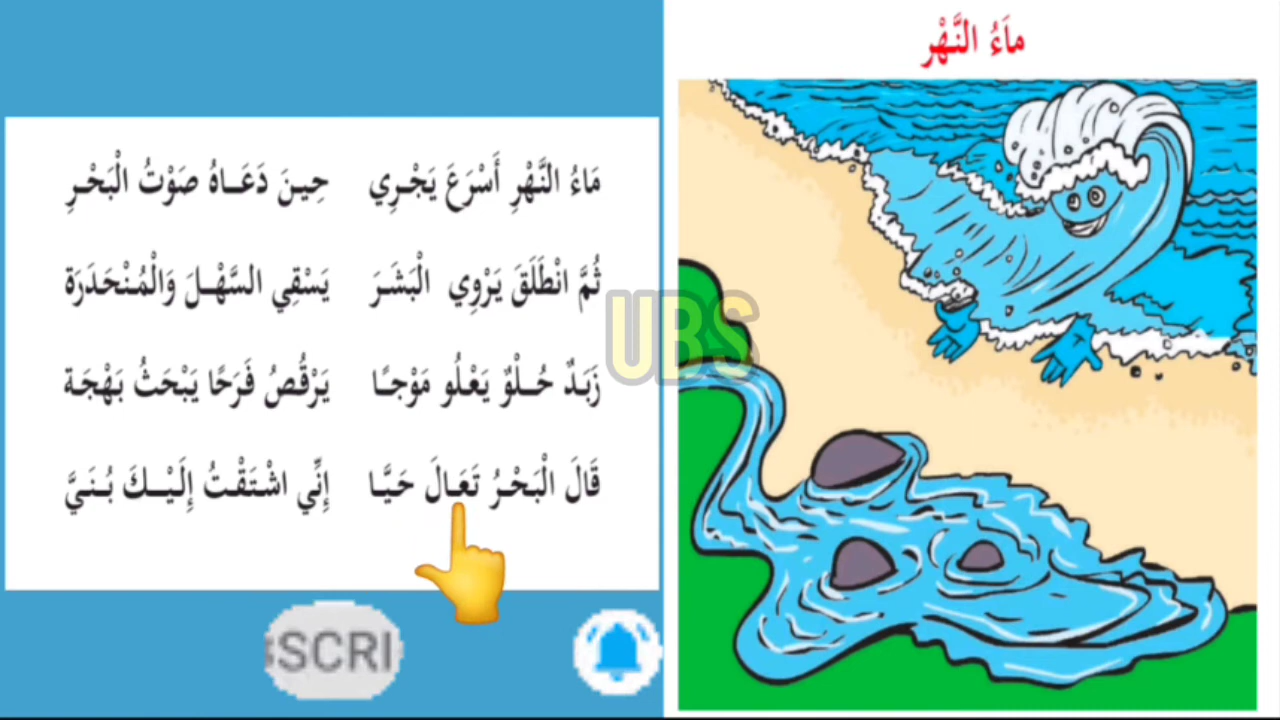 مَاءُ النَّهْر
مَاءُ النَّهْرِ أَسْرَعَ يَجْرِي حِينَ دَعَاهُ صَوْتُ الْبَحْرِ
ثُمَّ انْطَلَقَ يَرْوِي الْبَشَرَ يَسْقِي السَّهْلَ وَالْمُنْحَدَرَة
زَبَدٌ حُلْوٌ يَعْلُو مَوْجًا يَرْقُصُ فَرَحًا يَبْحَثُ بَهْجَة
قَالَ الْبَحْرُ تَعَالَ حَيَّا إِنِّي اشْتَقْتُ إِلَيْكَ بُنَيَّ
UBS
SCRI